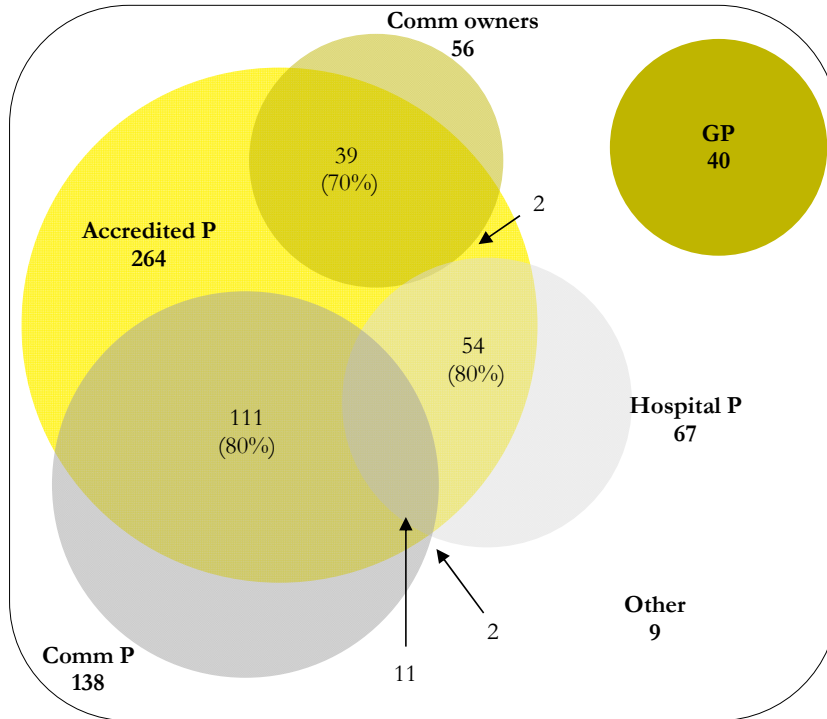 Comm owners
56
GP
40
39
(70%)
2
Accredited P
264
54
(80%)
Hospital P
67
111
(80%)
Other
9
2
Comm P
138
11